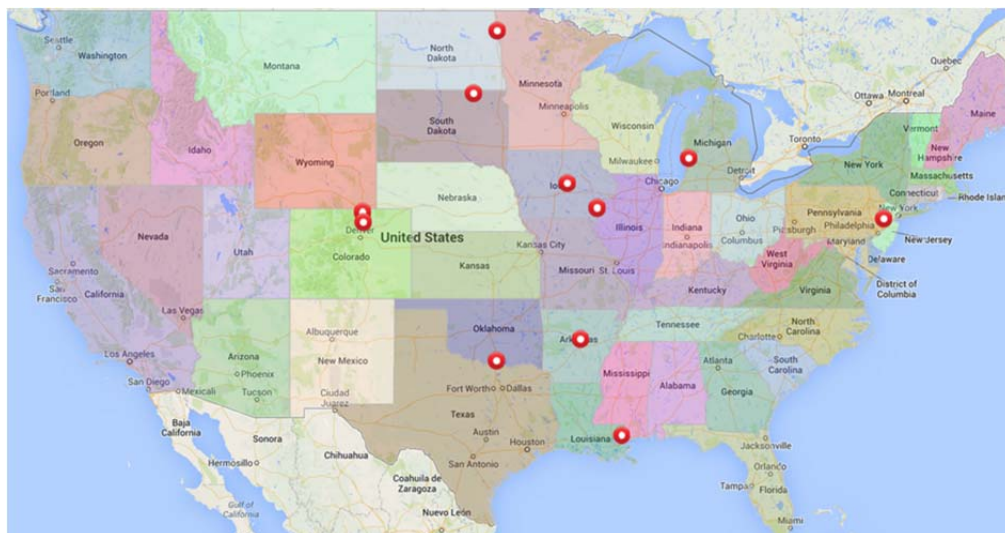 Seattle
Washington
Portland
Oregon
Idaho
Montana
North
Dakota
South
Dakota
Minnesota
Minneapolis
Wisconsin
Milwaukee
Michigan
Detroit
Chicago
Toronto
Ottawa
Montreal
Quebec
Maine
Vermont
New
Hampshire
Massachusetts
Rhode Island
Connecticut
New York
New York
Pennsylvania
Philadelphia
Pittsburgh
New Jersey
Maryland
Delaware
District of
Columbia
Wyoming
Nebraska
Iowa
Illinois
Indiana
Indianapolis
Ohio
Columbus
West
Virginia
Virginia
Nevada
Utah
Denver
Colorado
United States
Kansas
Kansas City
Missouri
St. Louis
Kentucky
Sacramento
San
Francisco
California
Las Vegas
Los Angeles
San Diego
Mexicali
Arizona
Phoenix
Tucson
Albuquerque
New Mexico
Ciudad
Juarez
Oklahoma
Arkansas
Tennessee
North
Carolina
Charlotte
South
Carolina
Atlanta
Georgia
Alabama
Mississippi
Louisiana
Fort Worth
Dallas
Texas
Austin
Houston
San Antonio
Jacksonville
Orlando
Tampa
Florida
Miami
Baja
California
Sonora
Hermosillo
Chihuahua
Coahuila de
Zaragoza
Nuevo León
Gulf of
California